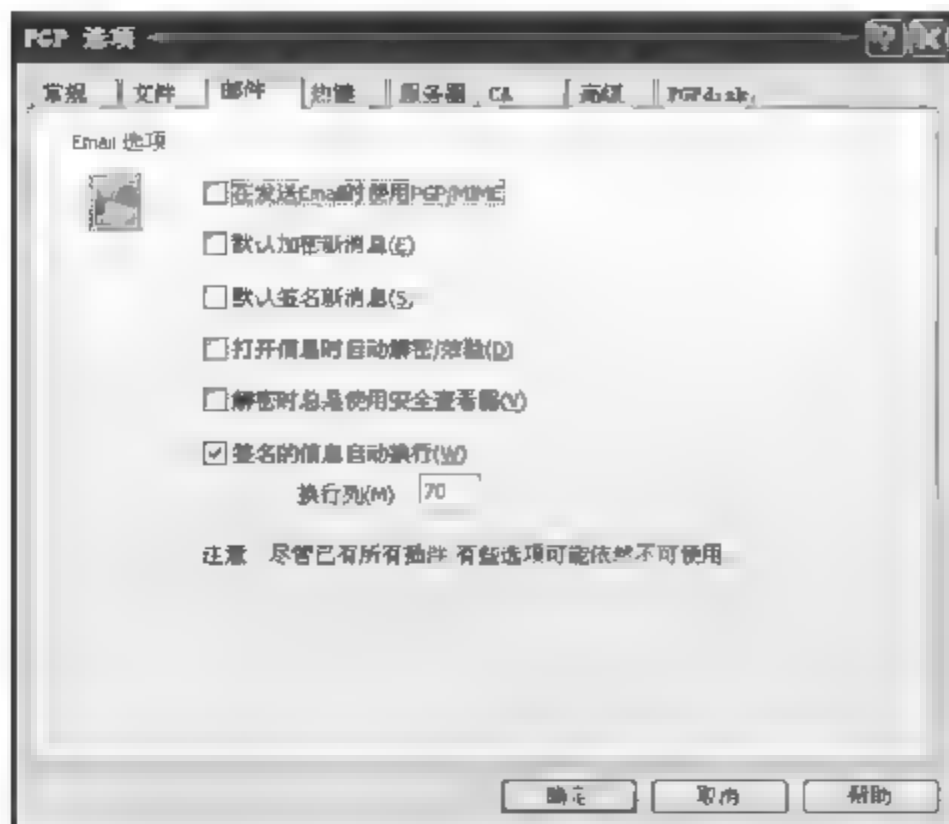 PGP 选项
常规 文件 邮件 热键 服务器 CA 高级 PGPdisk
Email 选项
在发送Email时使用PGP/MIME
默认加密新消息(E)
默认签名新消息(S)
打开信息时自动解密/效验(D)
解密时总是使用安全查看器(V)
签名的信息自动换行(W)
换行列(M) 70
注意 尽管已有所有插件 有些选项可能依然不可使用
确定 取消 帮助